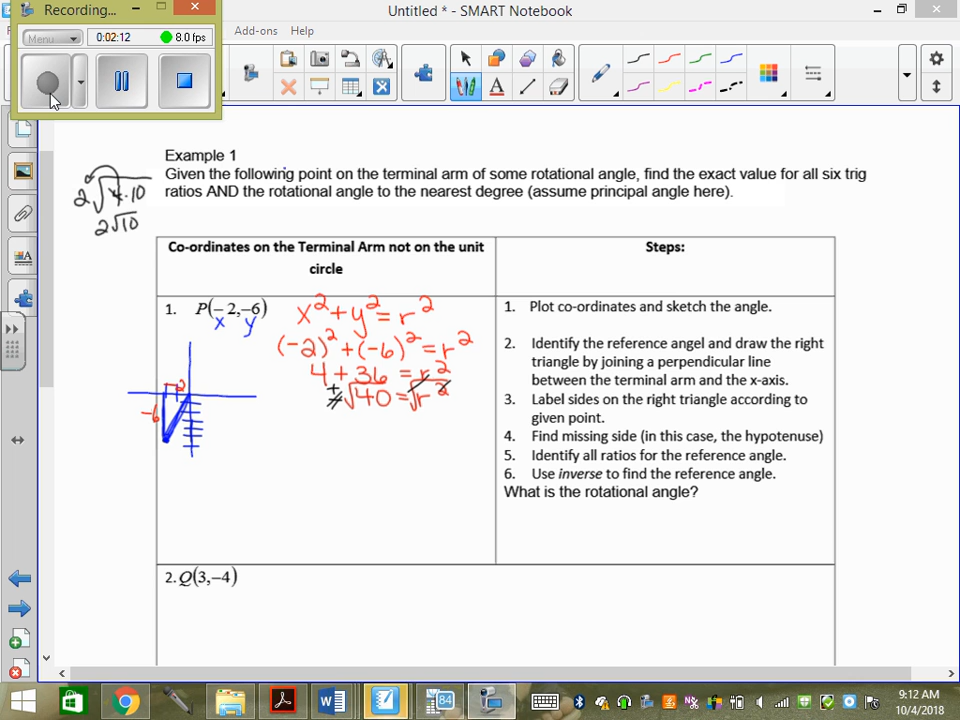 Recording...
Untitled * - SMART Notebook
Menu
0:02:12
8.0 fps
Add-ons
Help
Example 1
Given the following point on the terminal arm of some rotational angle, find the exact value for all six trig
ratios AND the rotational angle to the nearest degree (assume principal angle here).
2√4·10
2√10
Co-ordinates on the Terminal Arm not on the unit
circle
Steps:
1. P(−2,−6)
x y
x² + y² = r²
(-2)² + (-6)² = r²
4 + 36 = r²
±√40 = √r²
-2
-6
1. Plot co-ordinates and sketch the angle.
2. Identify the reference angel and draw the right
triangle by joining a perpendicular line
between the terminal arm and the x-axis.
3. Label sides on the right triangle according to
given point.
4. Find missing side (in this case, the hypotenuse)
5. Identify all ratios for the reference angle.
6. Use inverse to find the reference angle.
What is the rotational angle?
2. Q(3,−4)
9:12 AM
10/4/2018